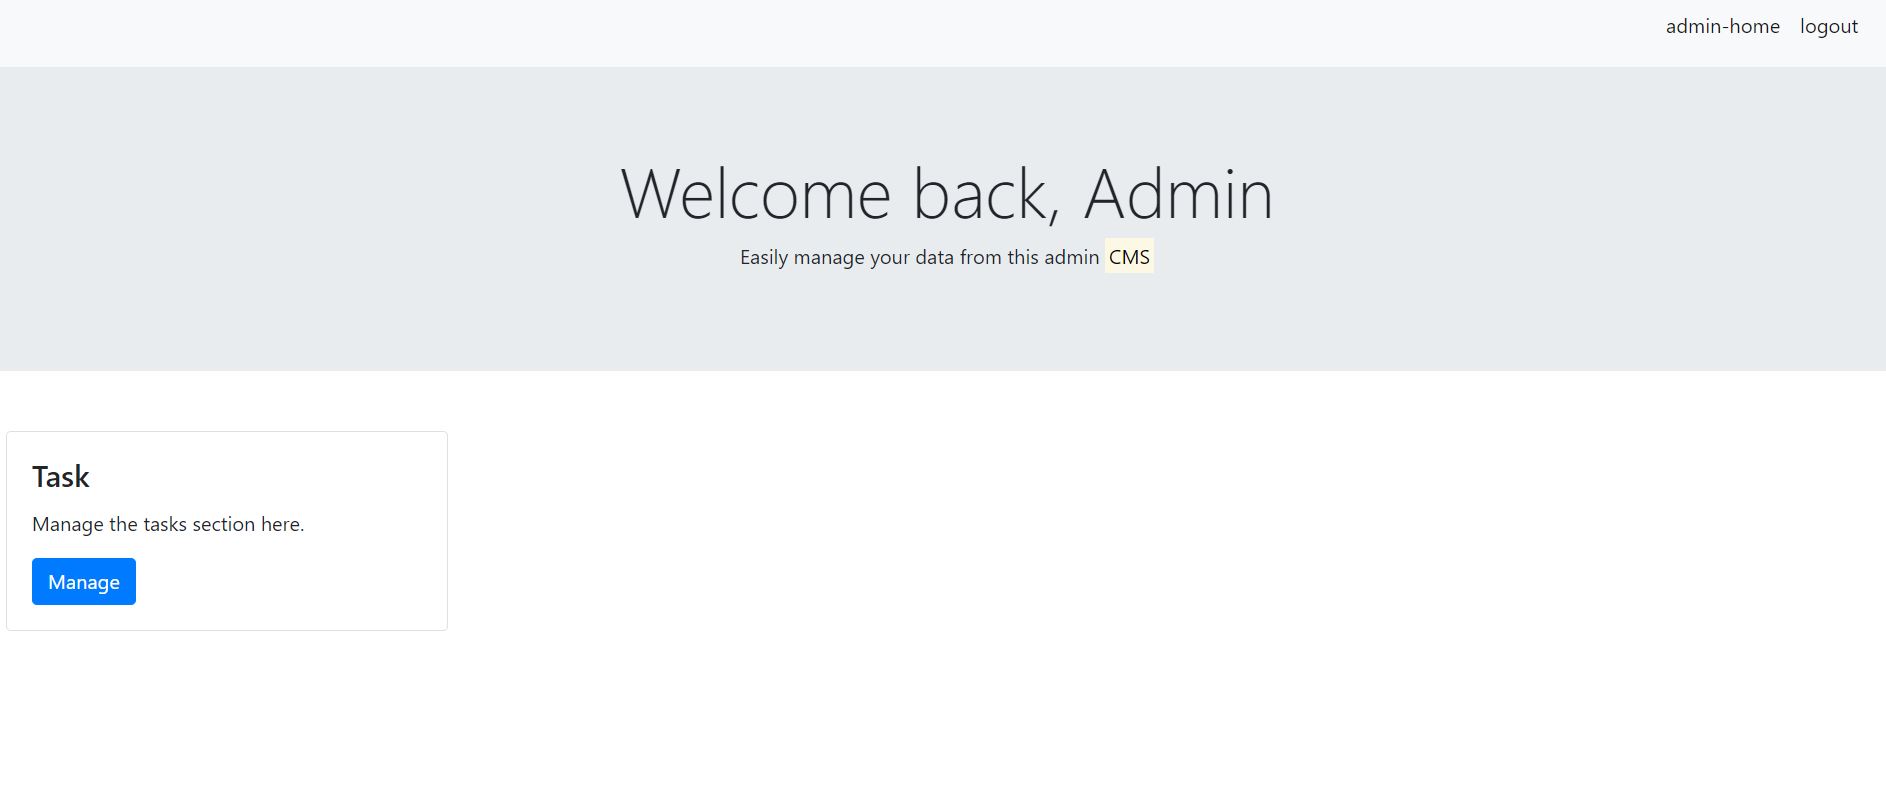 admin-home logout
Welcome back, Admin
Easily manage your data from this admin CMS
Task
Manage the tasks section here.
Manage